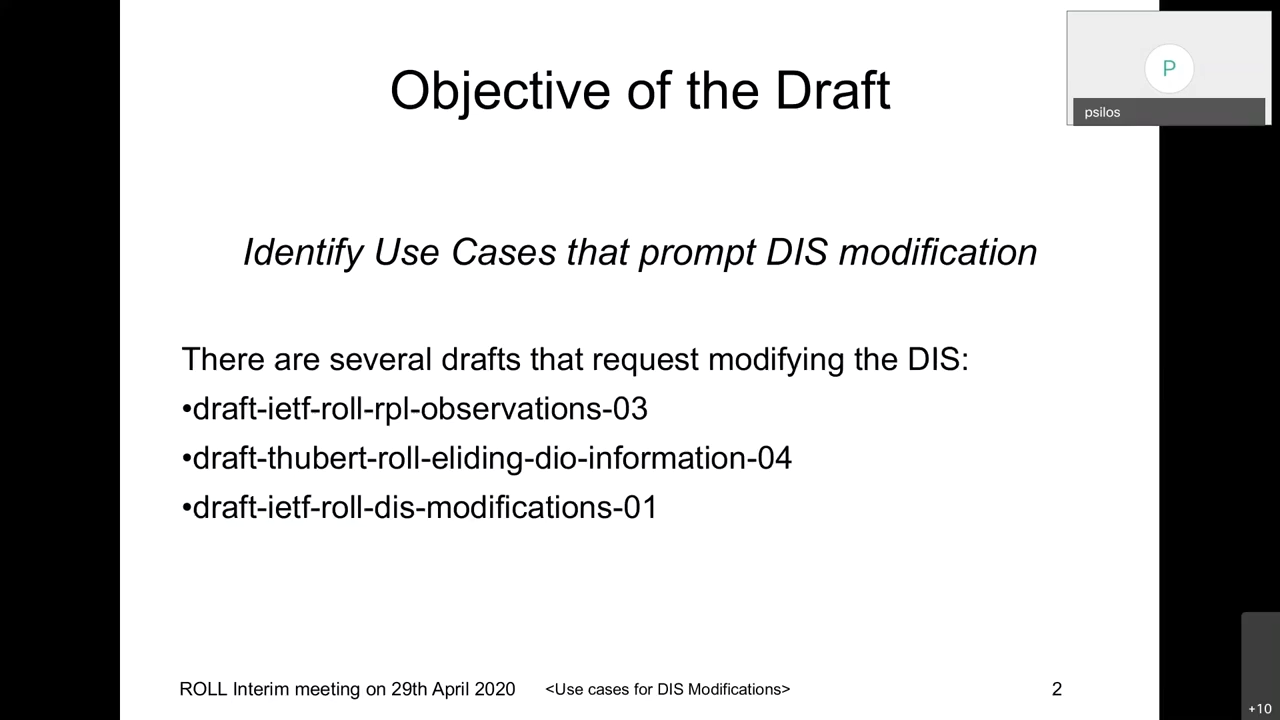 Objective of the Draft
P
psilos
Identify Use Cases that prompt DIS modification
There are several drafts that request modifying the DIS:
•draft-ietf-roll-rpl-observations-03
•draft-thubert-roll-eliding-dio-information-04
•draft-ietf-roll-dis-modifications-01
ROLL Interim meeting on 29th April 2020 <Use cases for DIS Modifications> 2
+10